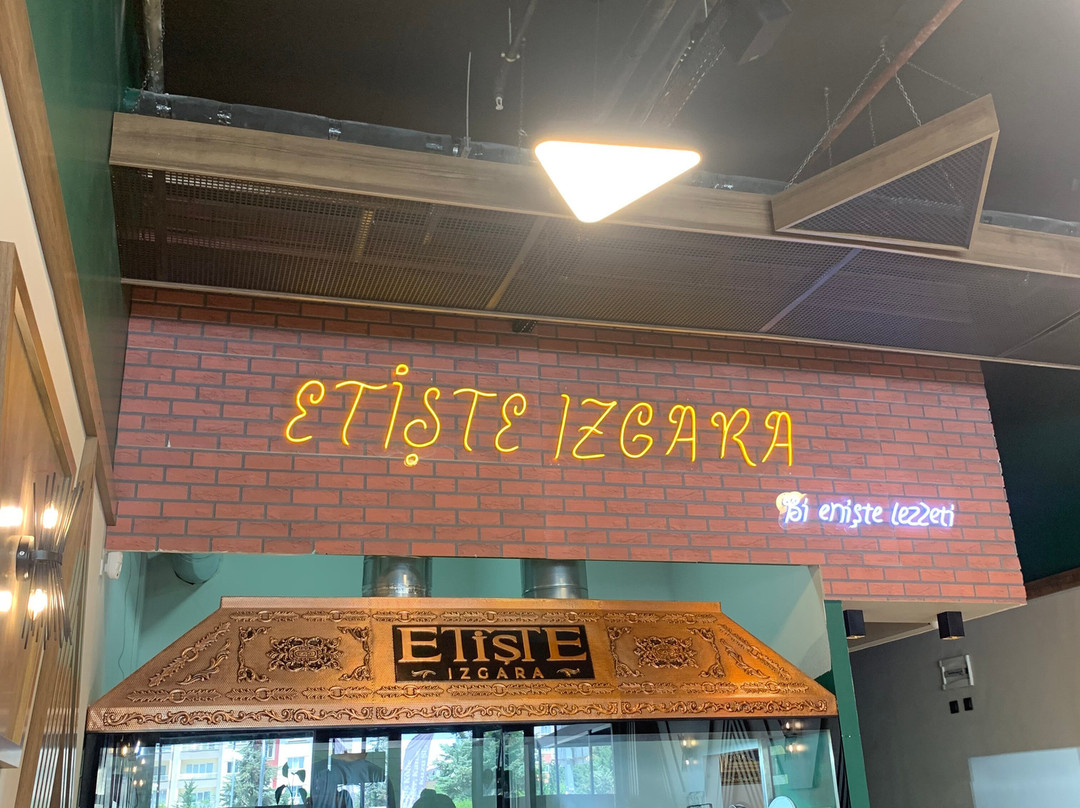 ETİŞTE IZGARA
Bi enişte lezzeti
ETİŞTE
IZGARA